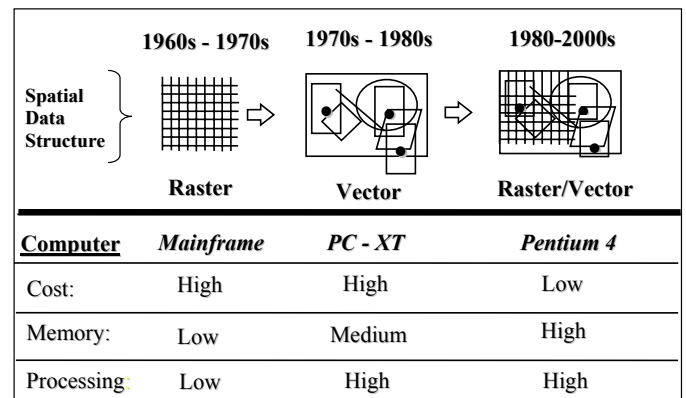 1960s - 1970s 1970s - 1980s 1980-2000s
Spatial
Data
Structure
Raster Vector Raster/Vector
Computer Mainframe PC - XT Pentium 4
Cost: High High Low
Memory: Low Medium High
Processing: Low High High